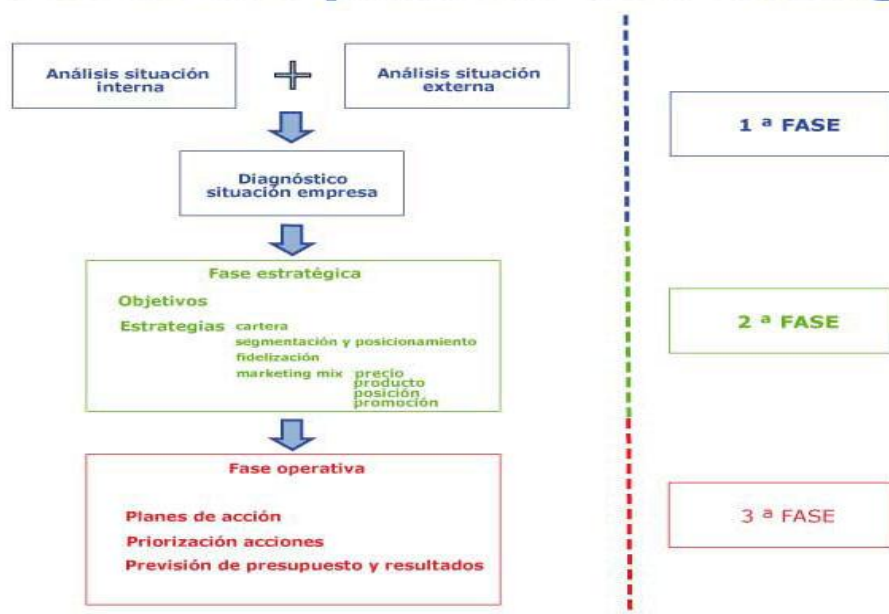 Análisis situación
interna
Análisis situación
externa
1 ª FASE
Diagnóstico
situación empresa
Fase estratégica
Objetivos
Estrategias cartera
segmentación y posicionamiento
fidelización
marketing mix precio
producto
posición
promoción
2 ª FASE
Fase operativa
Planes de acción
Priorización acciones
Previsión de presupuesto y resultados
3 ª FASE